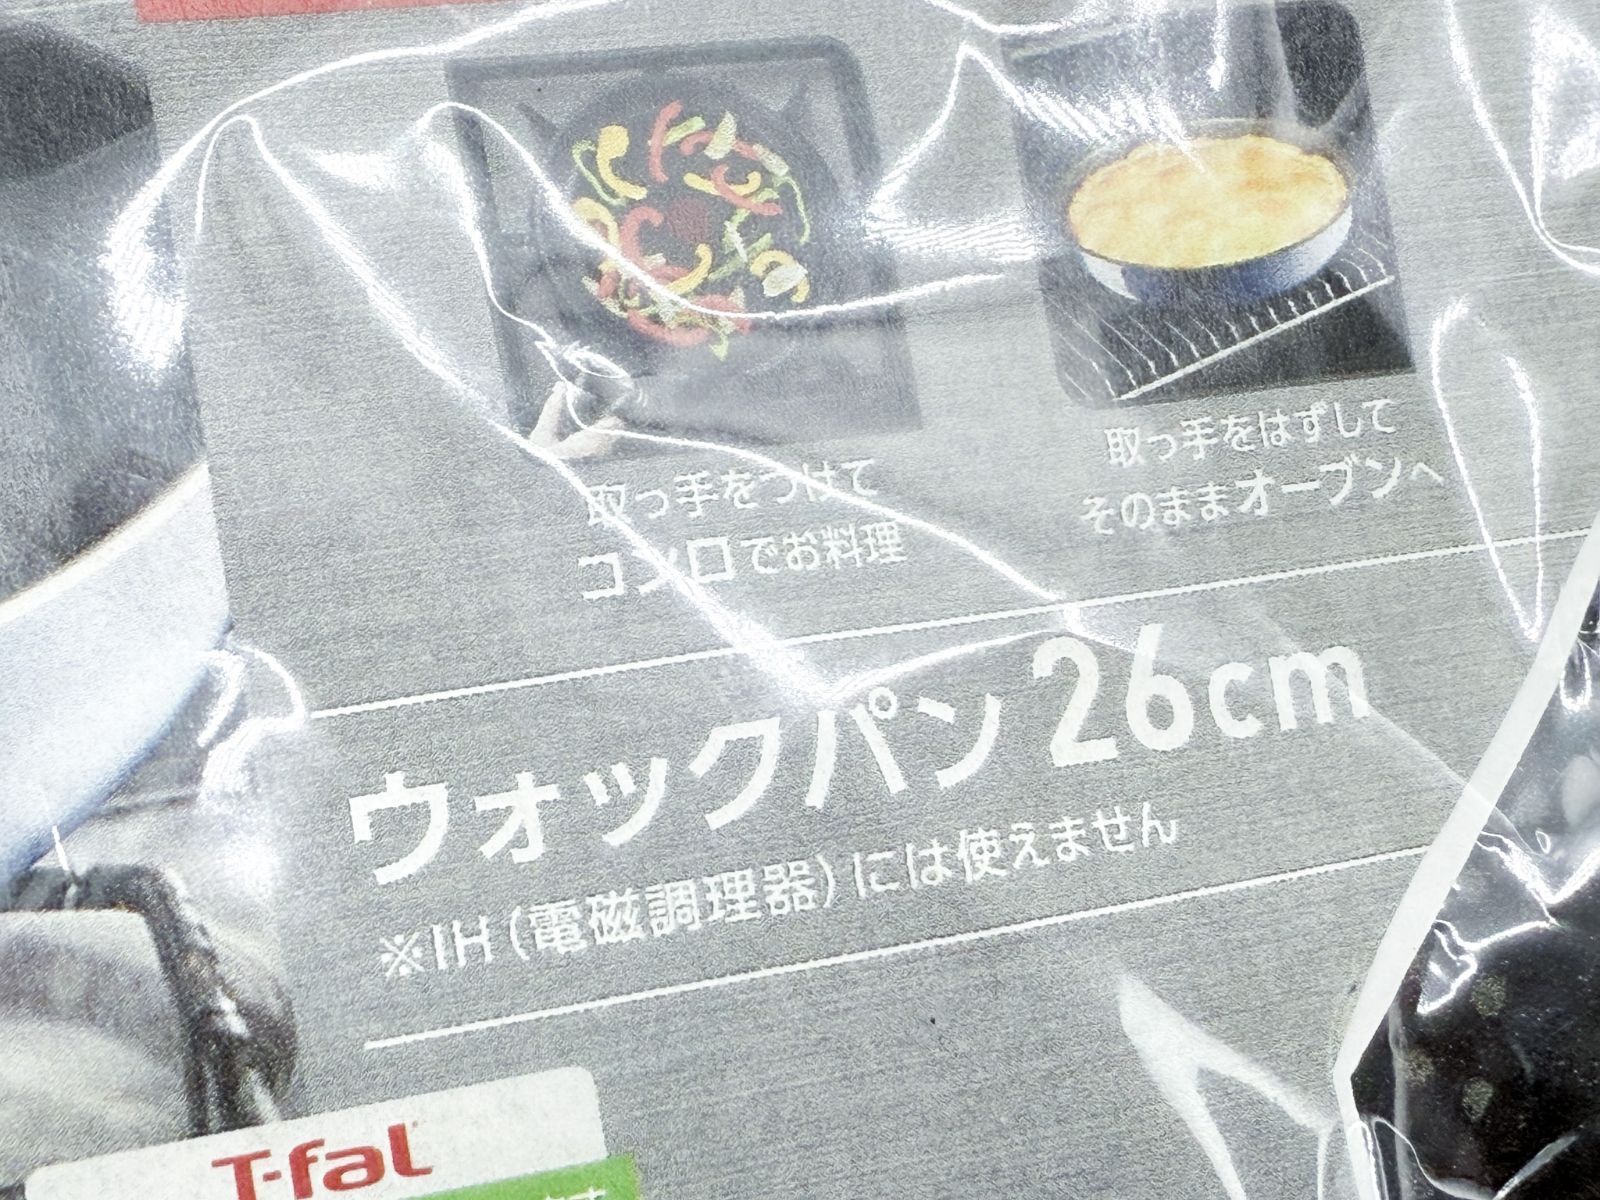 取っ手をつけて
コンロでお料理
取っ手をはずして
そのままオーブンへ
ウォックパン 26cm
※IH（電磁調理器）には使えません
T-fal